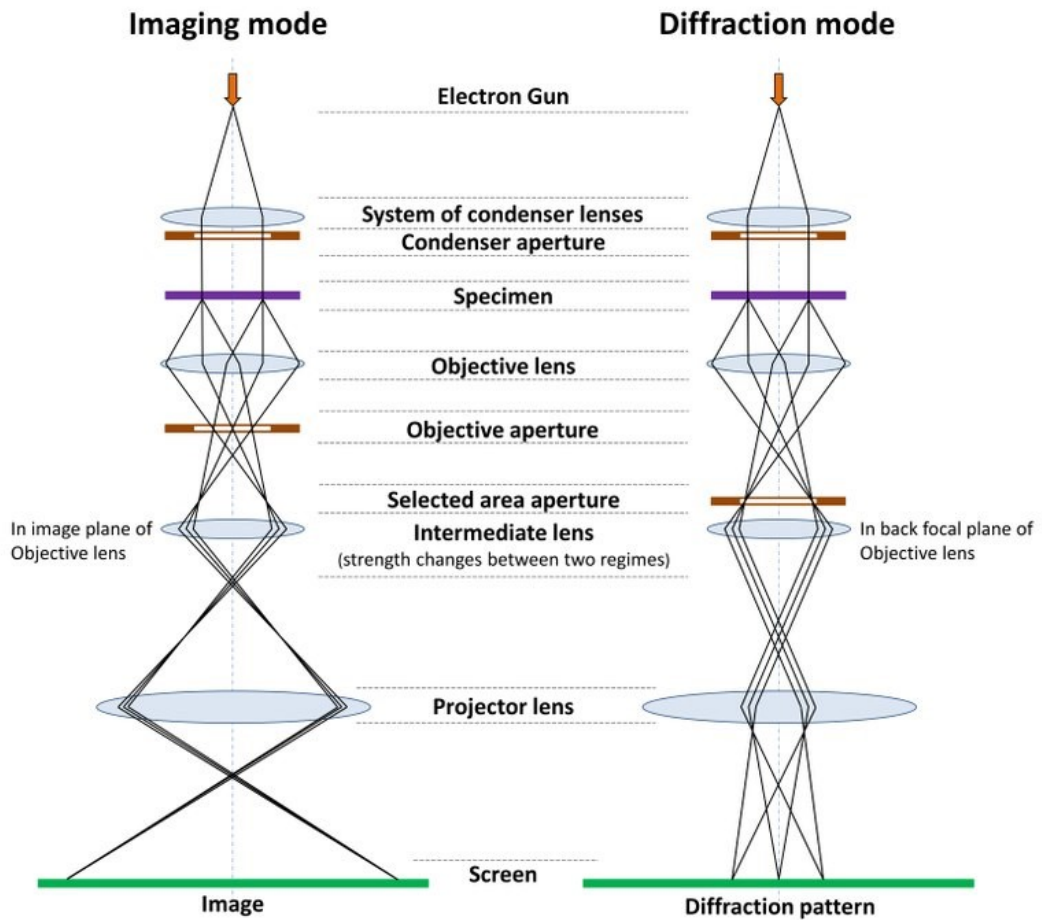 Imaging mode
Diffraction mode
Electron Gun
System of condenser lenses
Condenser aperture
Specimen
Objective lens
Objective aperture
Selected area aperture
In image plane of
Objective lens
Intermediate lens
(strength changes between two regimes)
In back focal plane of
Objective lens
Projector lens
Screen
Image
Diffraction pattern